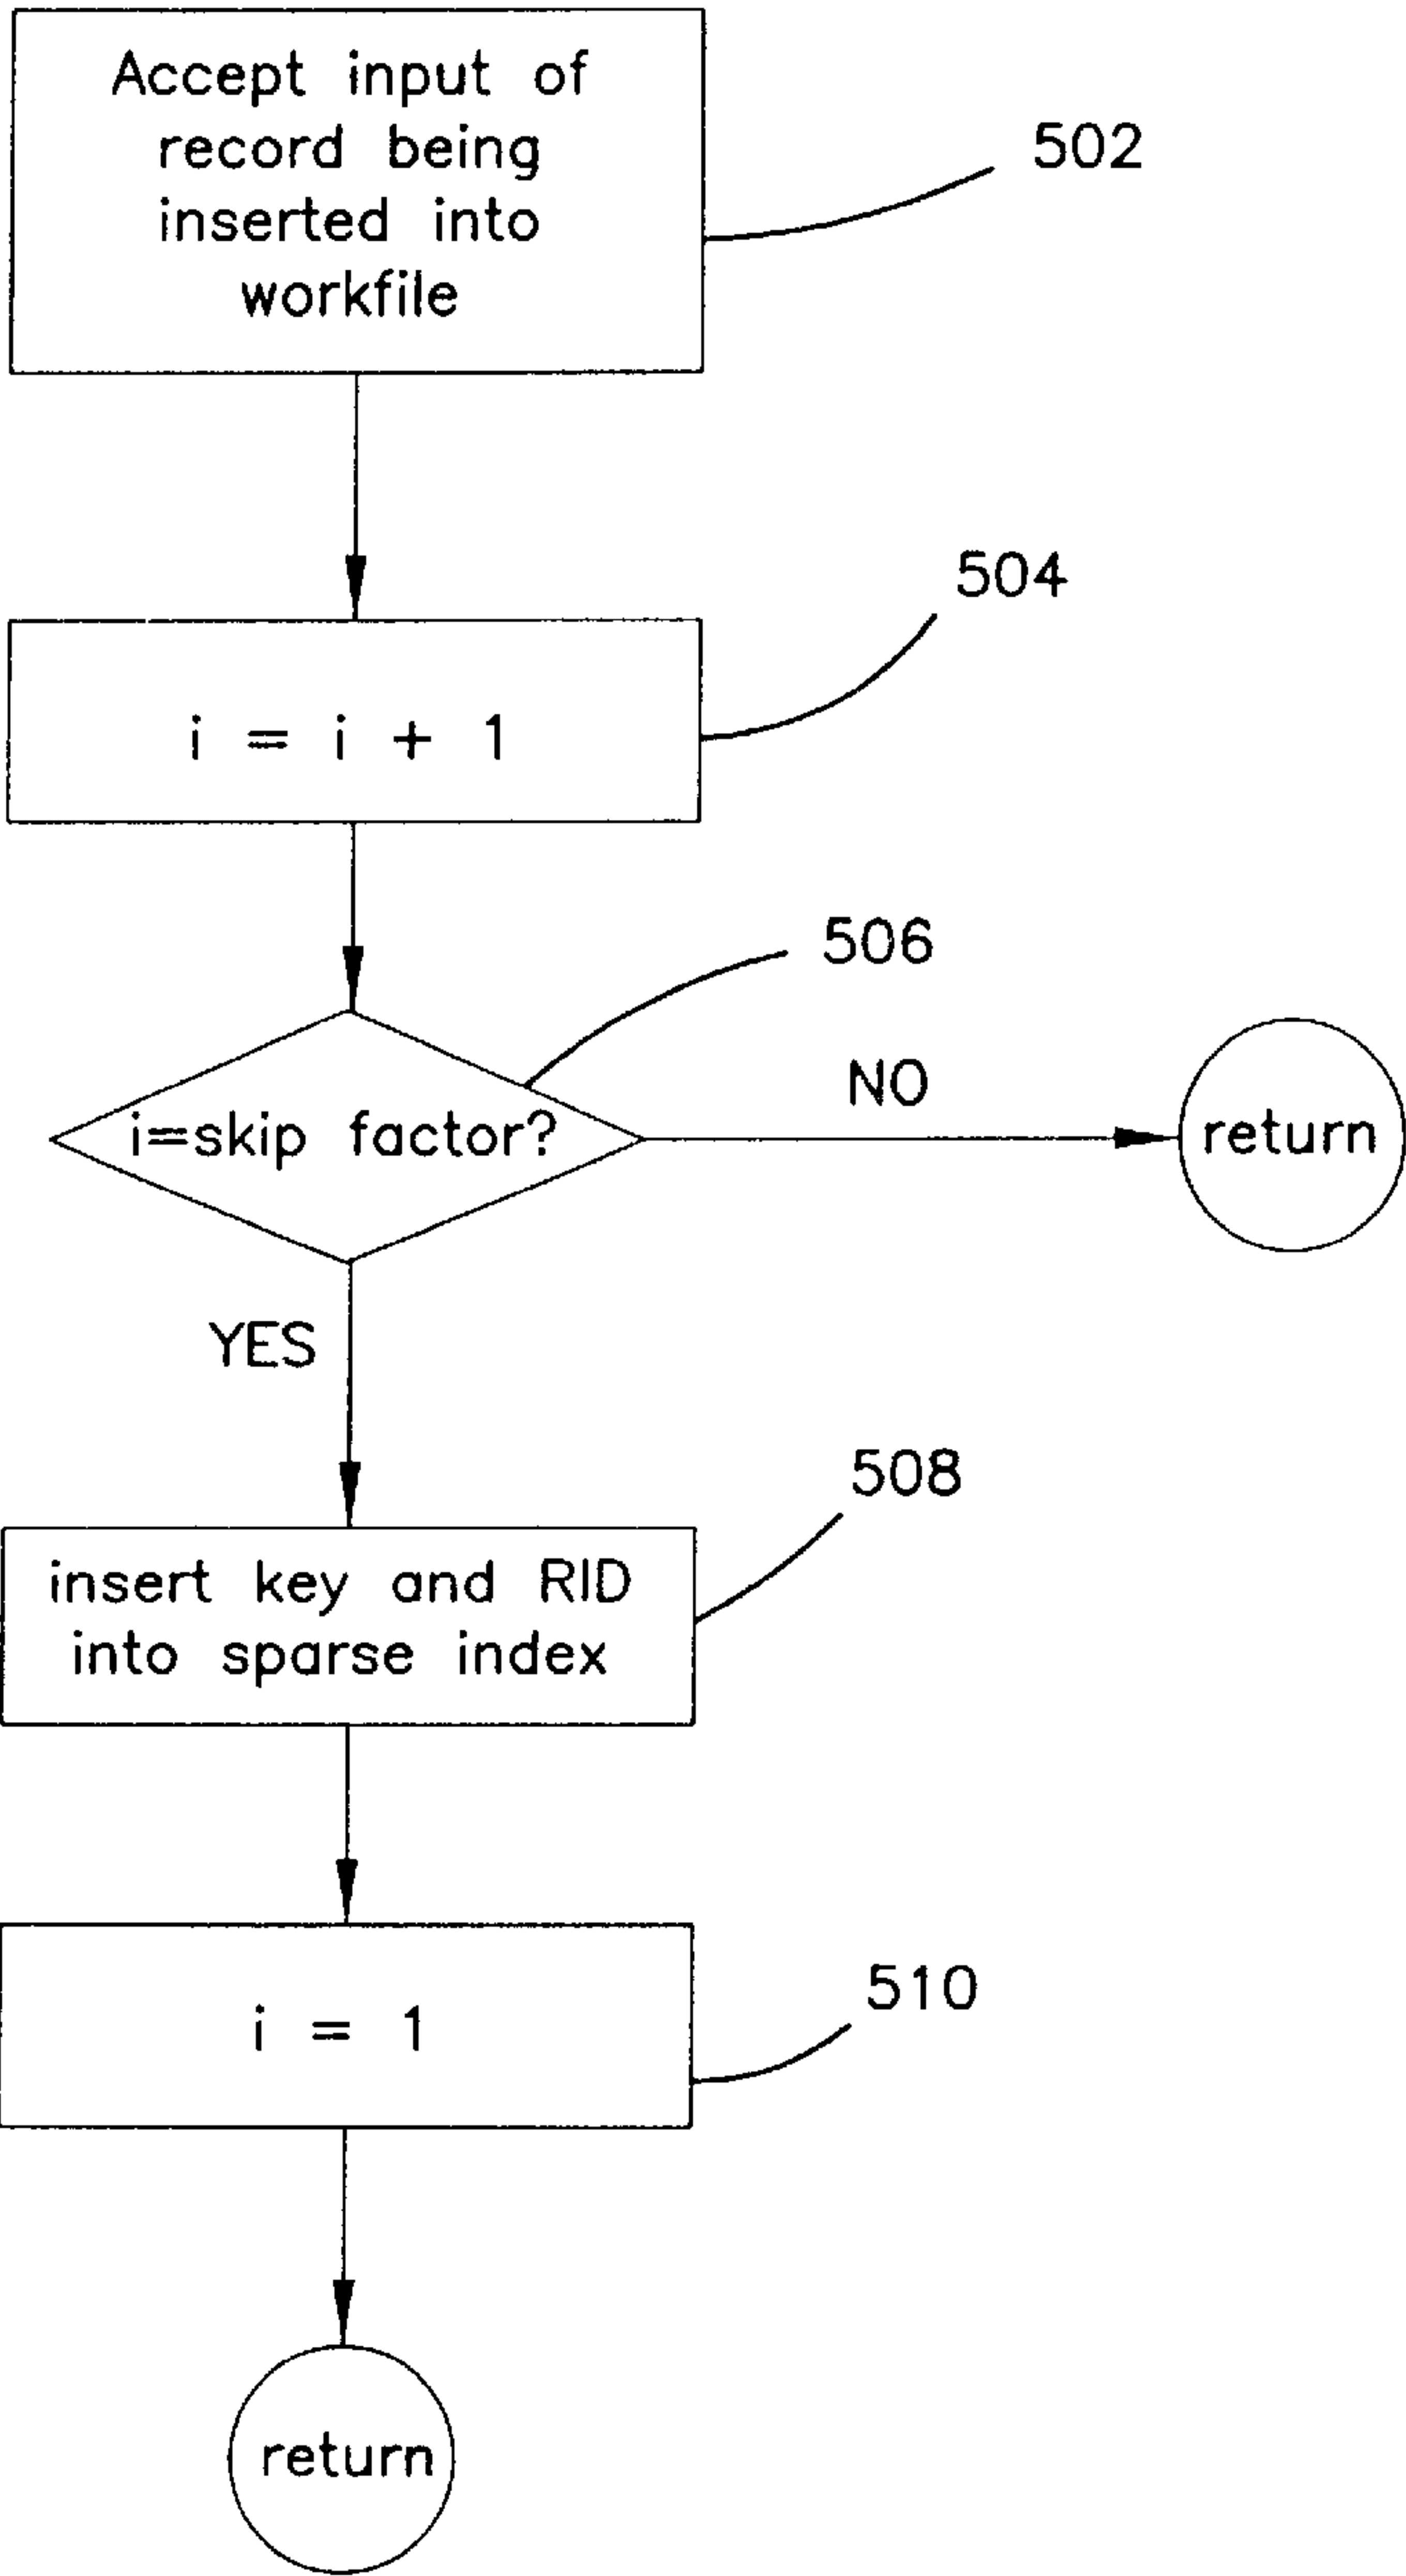 Accept input of
record being
inserted into
workfile
502
504
i = i + 1
506
i=skip factor?
NO
return
YES
508
insert key and RID
into sparse index
510
i = 1
return